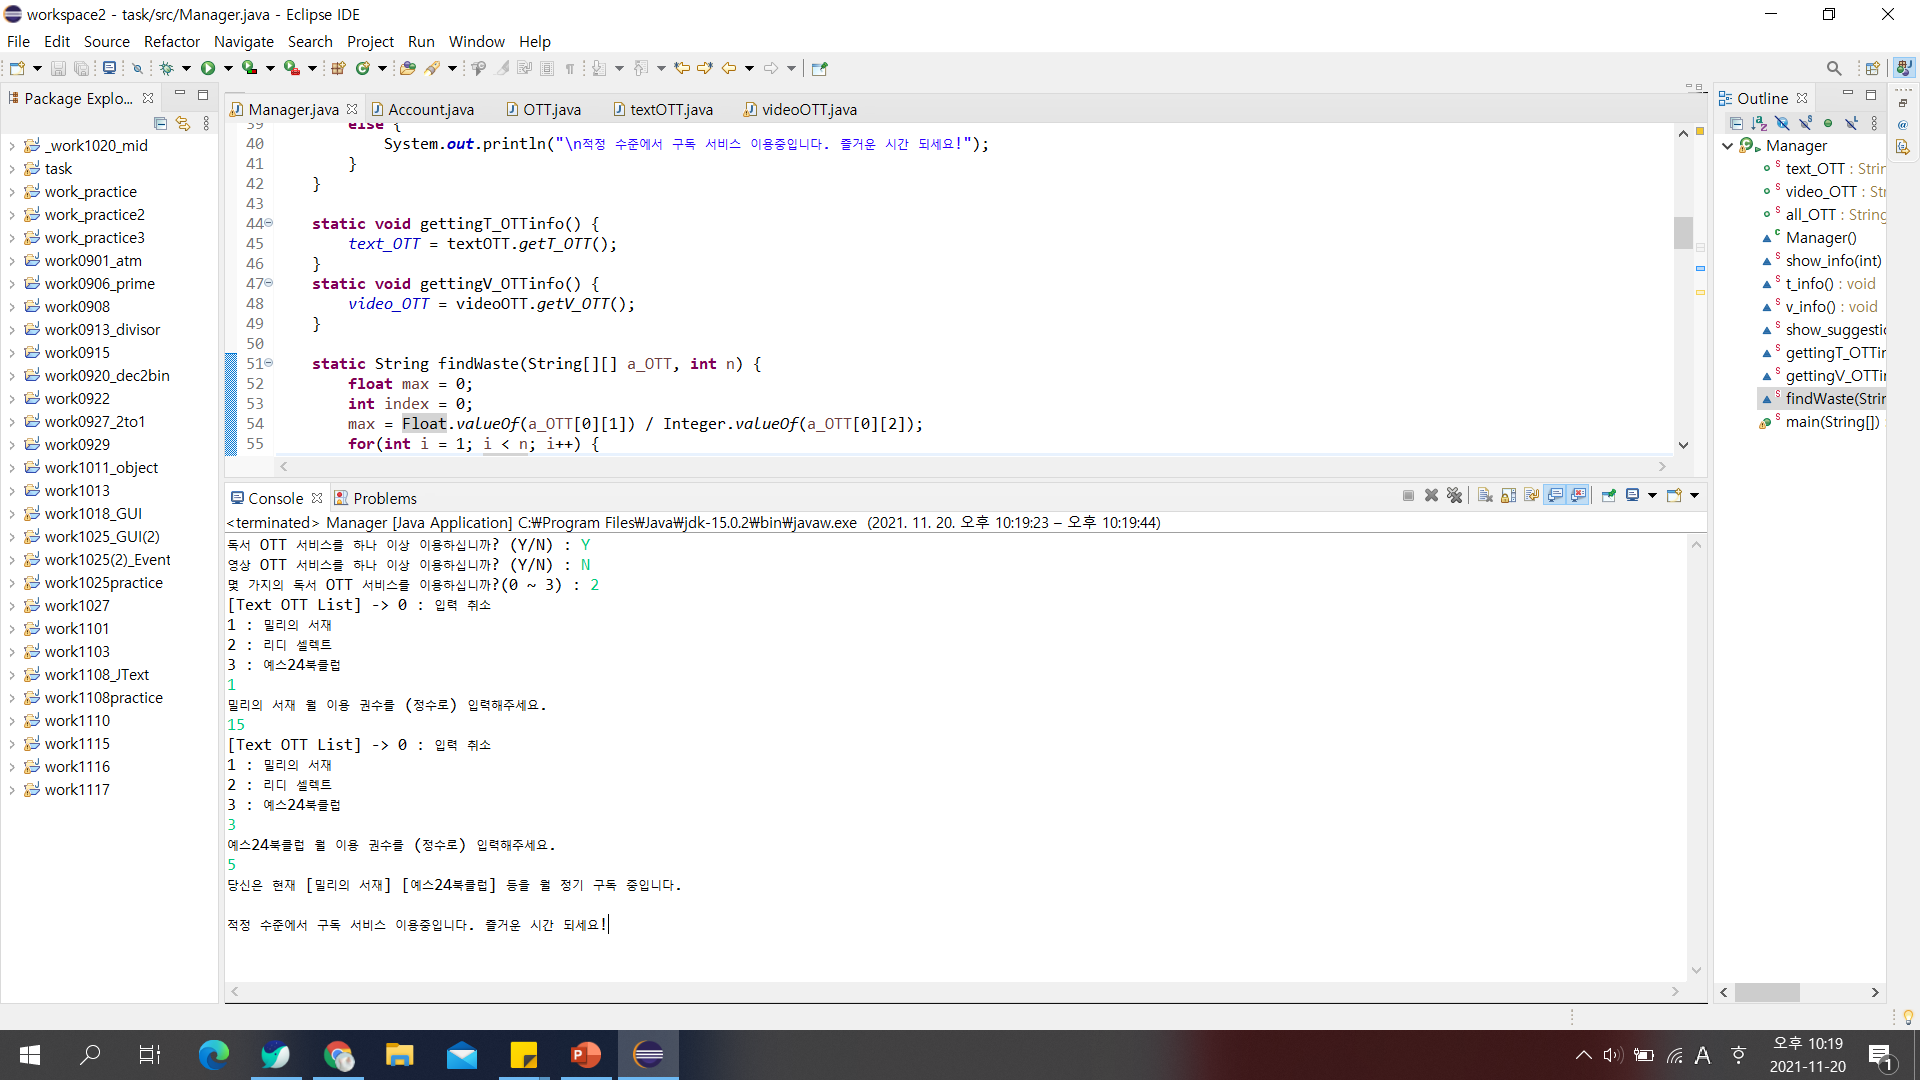 workspace2 - task/src/Manager.java - Eclipse IDE
File Edit Source Refactor Navigate Search Project Run Window Help
Package Explo...
_work1020_mid
task
work_practice
work_practice2
work_practice3
work0901_atm
work0906_prime
work0908
work0913_divisor
work0915
work0920_dec2bin
work0922
work0927_2to1
work0929
work1011_object
work1013
work1018_GUI
work1025_GUI(2)
work1025(2)_Event
work1025practice
work1027
work1101
work1103
work1108_JText
work1108practice
work1110
work1115
work1116
work1117
Manager.java Account.java OTT.java textOTT.java videoOTT.java
39 else {
40 System.out.println("\n적정 수준에서 구독 서비스 이용중입니다. 즐거운 시간 되세요!");
41 }
42 }
43
44 static void gettingT_OTTinfo() {
45 text_OTT = textOTT.getT_OTT();
46 }
47 static void gettingV_OTTinfo() {
48 video_OTT = videoOTT.getV_OTT();
49 }
50
51 static String findWaste(String[][] a_OTT, int n) {
52 float max = 0;
53 int index = 0;
54 max = Float.valueOf(a_OTT[0][1]) / Integer.valueOf(a_OTT[0][2]);
55 for(int i = 1; i < n; i++) {
Console Problems
<terminated> Manager [Java Application] C:₩Program Files₩Java₩jdk-15.0.2₩bin₩javaw.exe (2021. 11. 20. 오후 10:19:23 – 오후 10:19:44)
독서 OTT 서비스를 하나 이상 이용하십니까? (Y/N) : Y
영상 OTT 서비스를 하나 이상 이용하십니까? (Y/N) : N
몇 가지의 독서 OTT 서비스를 이용하십니까?(0 ~ 3) : 2
[Text OTT List] -> 0 : 입력 취소
1 : 밀리의 서재
2 : 리디 셀렉트
3 : 예스24북클럽
1
밀리의 서재 월 이용 권수를 (정수로) 입력해주세요.
15
[Text OTT List] -> 0 : 입력 취소
1 : 밀리의 서재
2 : 리디 셀렉트
3 : 예스24북클럽
3
예스24북클럽 월 이용 권수를 (정수로) 입력해주세요.
5
당신은 현재 [밀리의 서재] [예스24북클럽] 등을 월 정기 구독 중입니다.
적정 수준에서 구독 서비스 이용중입니다. 즐거운 시간 되세요!
Outline
Manager
text_OTT : Strin
video_OTT : Str
all_OTT : String
Manager()
show_info(int)
t_info() : void
v_info() : void
show_suggestic
gettingT_OTTir
gettingV_OTTir
findWaste(Strin
main(String[])
A
오후 10:19
2021-11-20
1